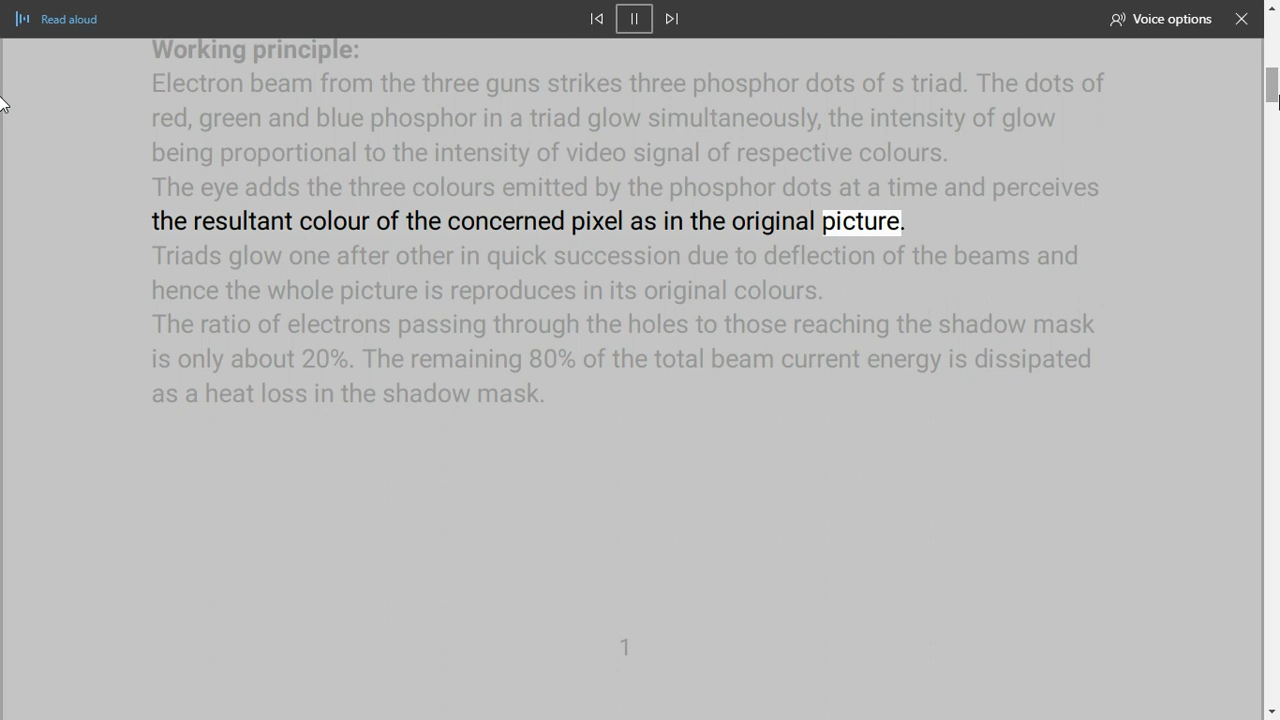 Read aloud
Voice options
Working principle:
Electron beam from the three guns strikes three phosphor dots of s triad. The dots of
red, green and blue phosphor in a triad glow simultaneously, the intensity of glow
being proportional to the intensity of video signal of respective colours.
The eye adds the three colours emitted by the phosphor dots at a time and perceives
the resultant colour of the concerned pixel as in the original picture.
Triads glow one after other in quick succession due to deflection of the beams and
hence the whole picture is reproduces in its original colours.
The ratio of electrons passing through the holes to those reaching the shadow mask
is only about 20%. The remaining 80% of the total beam current energy is dissipated
as a heat loss in the shadow mask.
1